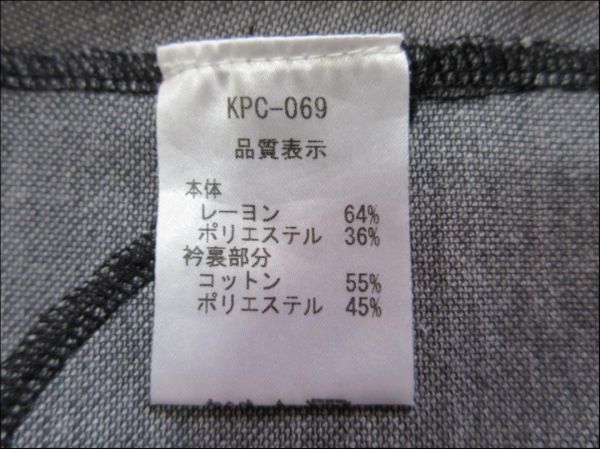 KPC-069
品質表示
本体
レーヨン 64%
ポリエステル 36%
衿裏部分
コットン 55%
ポリエステル 45%